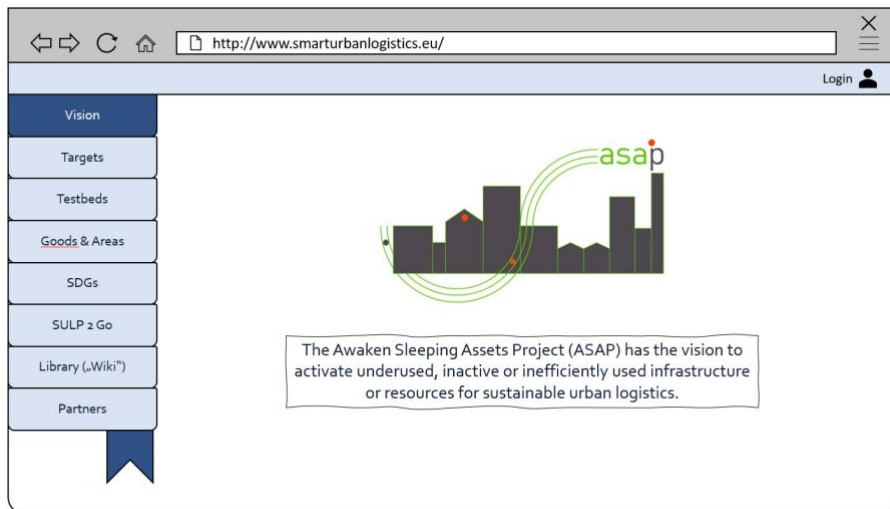 http://www.smarturbanlogistics.eu/
Login
Vision
Targets
Testbeds
Goods & Areas
SDGs
SULP 2 Go
Library („Wiki“)
Partners
asap
The Awaken Sleeping Assets Project (ASAP) has the vision to
activate underused, inactive or inefficiently used infrastructure
or resources for sustainable urban logistics.